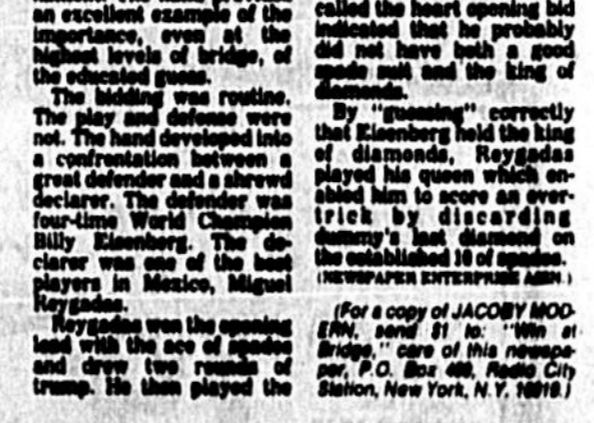 an excellent example of the
importance, even at the
highest levels of bridge, of
the educated guess.
The bidding was routine.
The play and defense were
not. The hand developed into
a confrontation between a
great defender and a shrewd
declarer. The defender was
four-time World Champion
Billy Eisenberg. The de-
clarer was one of the best
players in Mexico, Miguel
Reygadas.
Reygadas won the opening
lead with the ace of spades
and drew two rounds of
trump. He then played the
called the heart opening bid
indicated that he probably
did not have both a good
spade suit and the king of
diamonds.
By "guessing" correctly
that Eisenberg held the king
of diamonds, Reygadas
played his queen which en-
abled him to score an over-
trick by discarding
dummy's last diamond on
the established 10 of spades.
(NEWSPAPER ENTERPRISE ASSN.)
(For a copy of JACOBY MOD-
ERN, send $1 to: "Win at
Bridge," care of this newspa-
per, P.O. Box 489, Radio City
Station, New York, N.Y. 10019.)